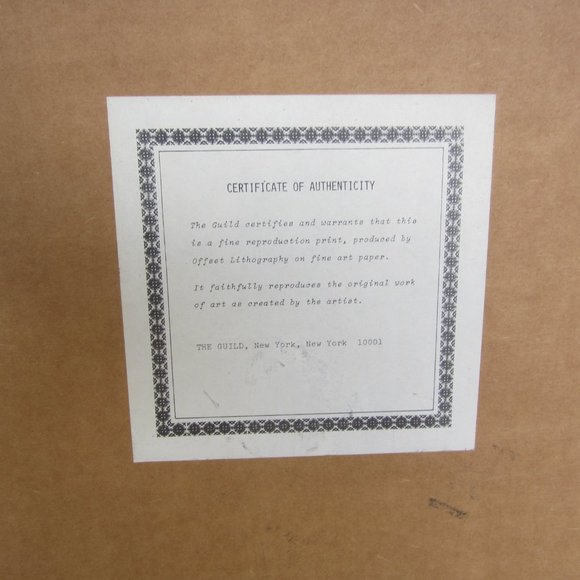 CERTIFICATE OF AUTHENTICITY
The Guild certifies and warrants that this
is a fine reproduction print, produced by
Offset Lithography on fine art paper.
It faithfully reproduces the original work
of art as created by the artist.
THE GUILD, New York, New York 10001